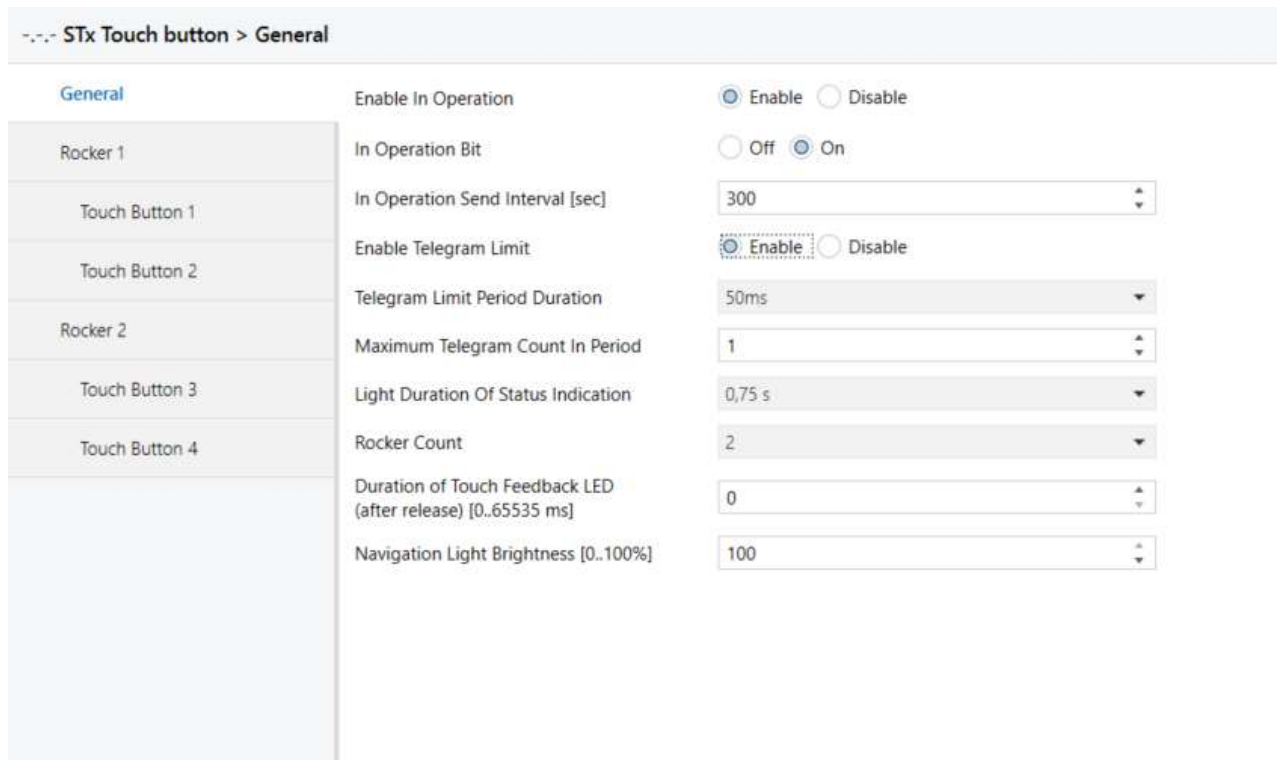 -.-.- STx Touch button > General
General
Rocker 1
Touch Button 1
Touch Button 2
Rocker 2
Touch Button 3
Touch Button 4
Enable In Operation Enable Disable
In Operation Bit Off On
In Operation Send Interval [sec] 300
Enable Telegram Limit Enable Disable
Telegram Limit Period Duration 50ms
Maximum Telegram Count In Period 1
Light Duration Of Status Indication 0,75 s
Rocker Count 2
Duration of Touch Feedback LED
(after release) [0..65535 ms] 0
Navigation Light Brightness [0..100%] 100